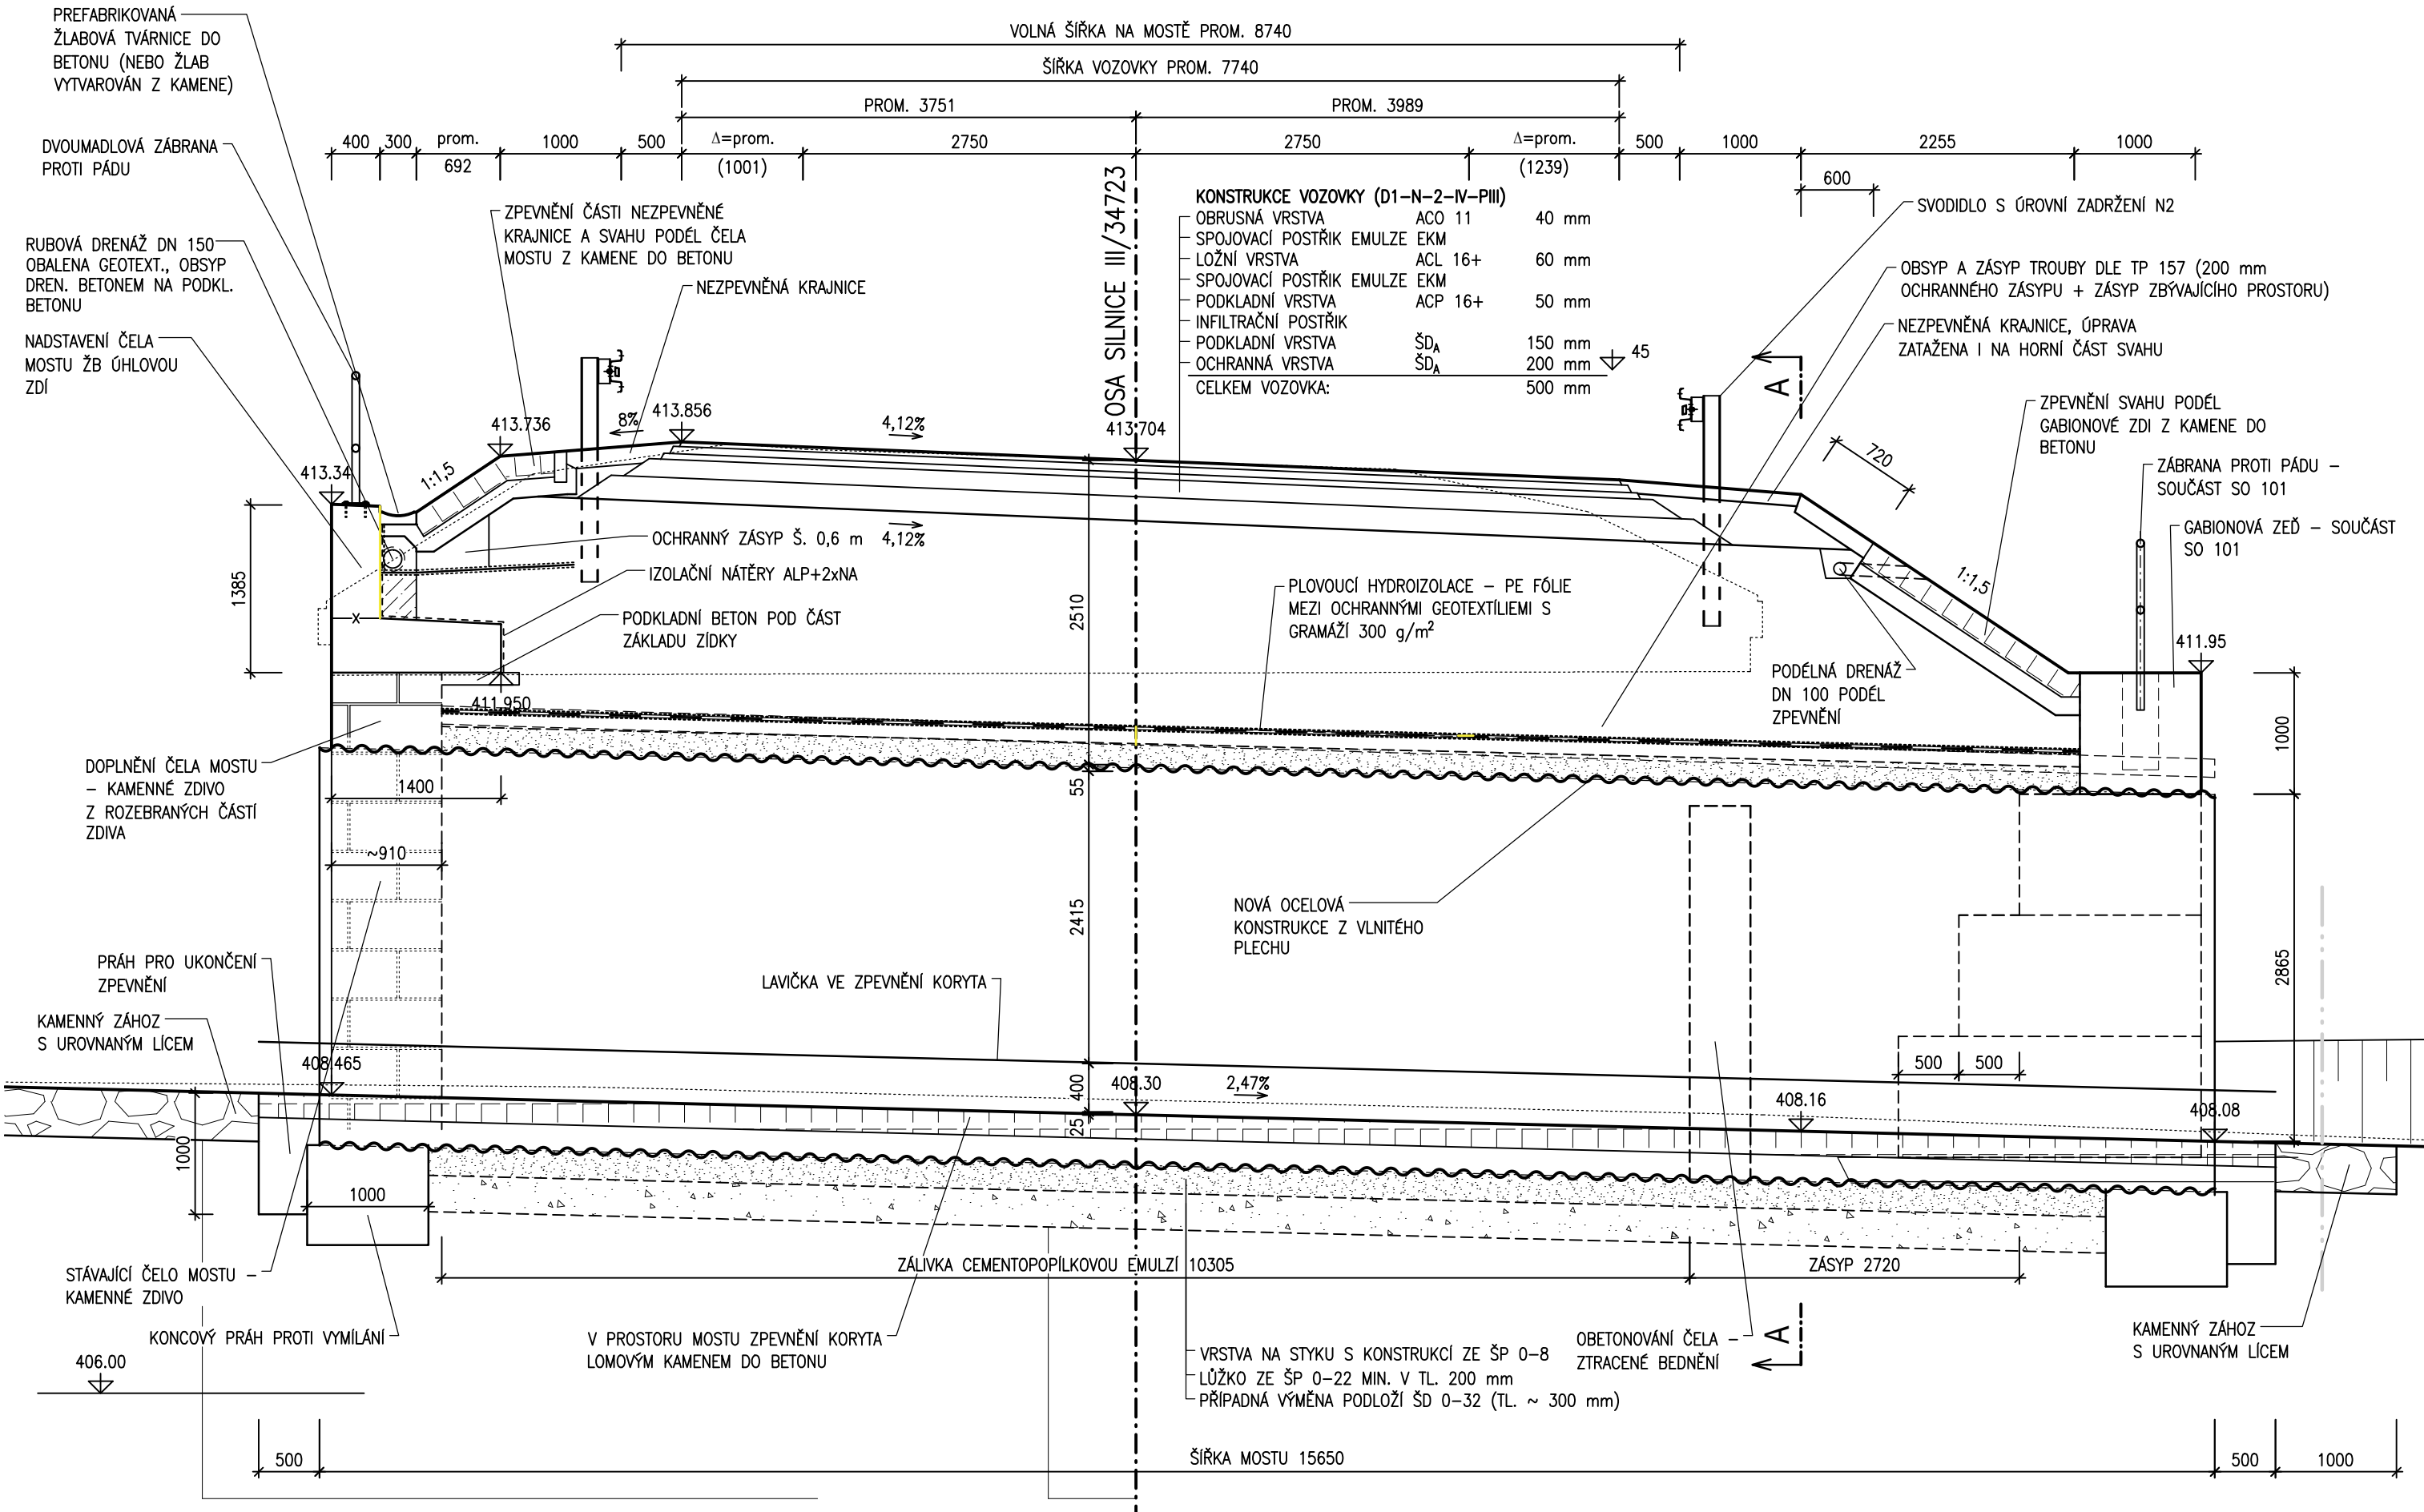 PREFABRIKOVANÁ
ŽLABOVÁ TVÁRNICE DO
BETONU (NEBO ŽLAB
VYTVAROVÁN Z KAMENE)
DVOUMADLOVÁ ZÁBRANA
PROTI PÁDU
RUBOVÁ DRENÁŽ DN 150
OBALENA GEOTEXT., OBSYP
DREN. BETONEM NA PODKL.
BETONU
NADSTAVENÍ ČELA
MOSTU ŽB ÚHLOVOU
ZDÍ
VOLNÁ ŠÍŘKA NA MOSTĚ PROM. 8740
ŠÍŘKA VOZOVKY PROM. 7740
PROM. 3751
PROM. 3989
400
300
prom.
692
1000
500
Δ=prom.
(1001)
2750
2750
Δ=prom.
(1239)
500
1000
2255
1000
600
ZPEVNĚNÍ ČÁSTI NEZPEVNĚNÉ
KRAJNICE A SVAHU PODÉL ČELA
MOSTU Z KAMENE DO BETONU
NEZPEVNĚNÁ KRAJNICE
OSA SILNICE III/34723
KONSTRUKCE VOZOVKY (D1-N-2-IV-PIII)
OBRUSNÁ VRSTVA ACO 11 40 mm
SPOJOVACÍ POSTŘIK EMULZE EKM
LOŽNÍ VRSTVA ACL 16+ 60 mm
SPOJOVACÍ POSTŘIK EMULZE EKM
PODKLADNÍ VRSTVA ACP 16+ 50 mm
INFILTRAČNÍ POSTŘIK
PODKLADNÍ VRSTVA ŠDA 150 mm
OCHRANNÁ VRSTVA ŠDA 200 mm
45
CELKEM VOZOVKA: 500 mm
SVODIDLO S ÚROVNÍ ZADRŽENÍ N2
OBSYP A ZÁSYP TROUBY DLE TP 157 (200 mm
OCHRANNÉHO ZÁSYPU + ZÁSYP ZBÝVAJÍCÍHO PROSTORU)
NEZPEVNĚNÁ KRAJNICE, ÚPRAVA
ZATAŽENA I NA HORNÍ ČÁST SVAHU
A
ZPEVNĚNÍ SVAHU PODÉL
GABIONOVÉ ZDI Z KAMENE DO
BETONU
ZÁBRANA PROTI PÁDU –
SOUČÁST SO 101
GABIONOVÁ ZEĎ – SOUČÁST
SO 101
413.34
1:1,5
413.736
8%
413.856
4,12%
413.704
720
1:1,5
411.95
1385
OCHRANNÝ ZÁSYP Š. 0,6 m
4,12%
IZOLAČNÍ NÁTĚRY ALP+2xNA
PODKLADNÍ BETON POD ČÁST
ZÁKLADU ZÍDKY
2510
PLOVOUCÍ HYDROIZOLACE – PE FÓLIE
MEZI OCHRANNÝMI GEOTEXTÍLIEMI S
GRAMÁŽÍ 300 g/m²
PODÉLNÁ DRENÁŽ
DN 100 PODÉL
ZPEVNĚNÍ
411.950
1000
DOPLNĚNÍ ČELA MOSTU
– KAMENNÉ ZDIVO
Z ROZEBRANÝCH ČÁSTÍ
ZDIVA
1400
55
~910
2415
NOVÁ OCELOVÁ
KONSTRUKCE Z VLNITÉHO
PLECHU
2865
PRÁH PRO UKONČENÍ
ZPEVNĚNÍ
LAVIČKA VE ZPEVNĚNÍ KORYTA
KAMENNÝ ZÁHOZ
S UROVNANÝM LÍCEM
408.465
400
408.30
2,47%
500
500
408.16
408.08
25
1000
1000
ZÁLIVKA CEMENTOPOPÍLKOVOU EMULZÍ 10305
ZÁSYP 2720
STÁVAJÍCÍ ČELO MOSTU –
KAMENNÉ ZDIVO
KONCOVÝ PRÁH PROTI VYMÍLÁNÍ
V PROSTORU MOSTU ZPEVNĚNÍ KORYTA
LOMOVÝM KAMENEM DO BETONU
VRSTVA NA STYKU S KONSTRUKCÍ ZE ŠP 0-8
LŮŽKO ZE ŠP 0-22 MIN. V TL. 200 mm
PŘÍPADNÁ VÝMĚNA PODLOŽÍ ŠD 0-32 (TL. ~ 300 mm)
OBETONOVÁNÍ ČELA –
ZTRACENÉ BEDNĚNÍ
A
KAMENNÝ ZÁHOZ
S UROVNANÝM LÍCEM
406.00
500
ŠÍŘKA MOSTU 15650
500
1000